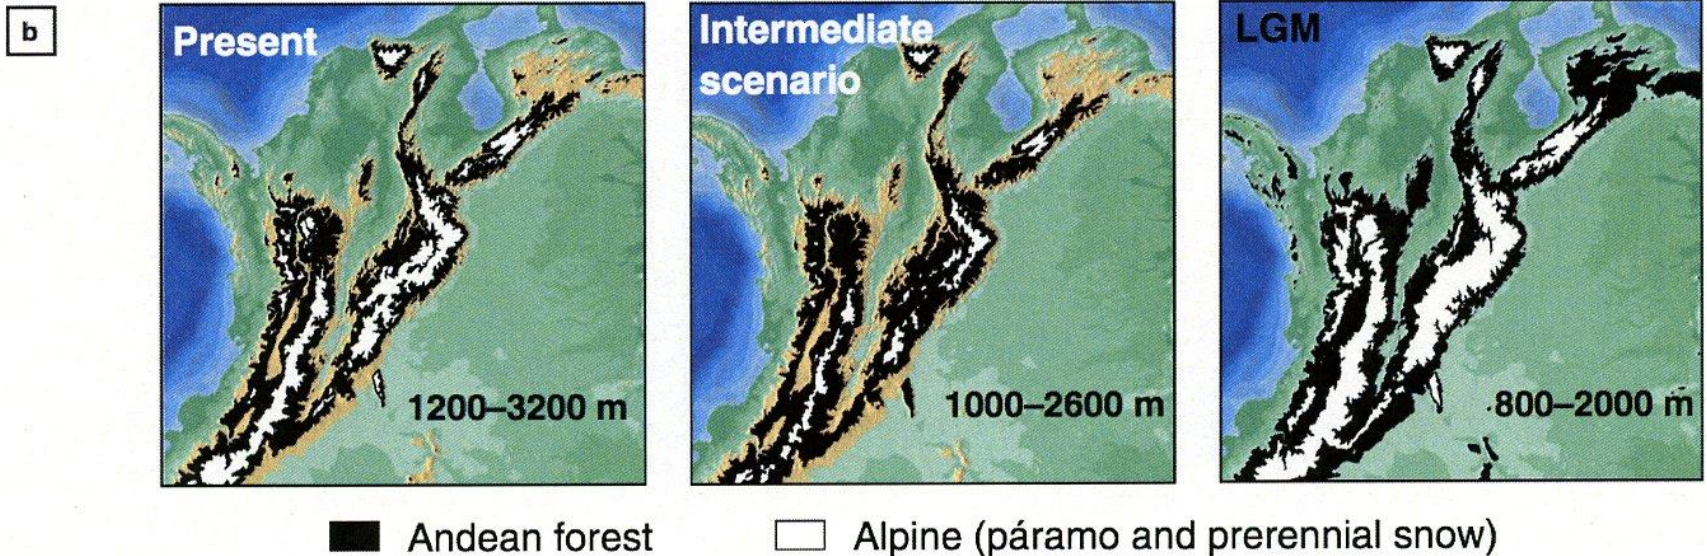 b
Present
Intermediate
scenario
LGM
1200–3200 m
1000–2600 m
800–2000 m
Andean forest
Alpine (páramo and prerennial snow)